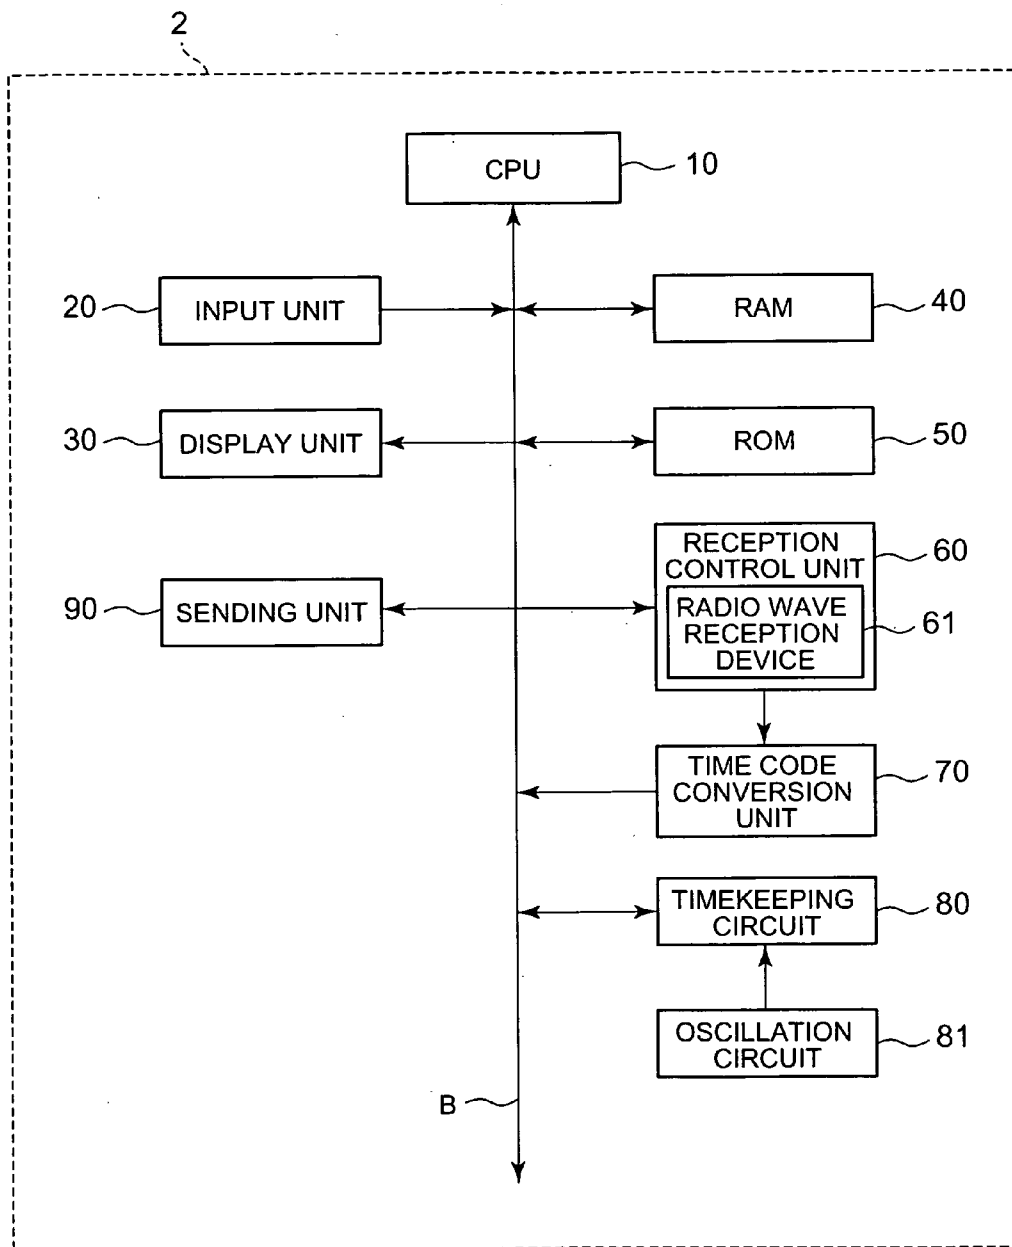 2
CPU
10
20
INPUT UNIT
RAM
40
30
DISPLAY UNIT
ROM
50
90
SENDING UNIT
RECEPTION
CONTROL UNIT
60
RADIO WAVE
RECEPTION
DEVICE
61
TIME CODE
CONVERSION
UNIT
70
TIMEKEEPING
CIRCUIT
80
OSCILLATION
CIRCUIT
81
B